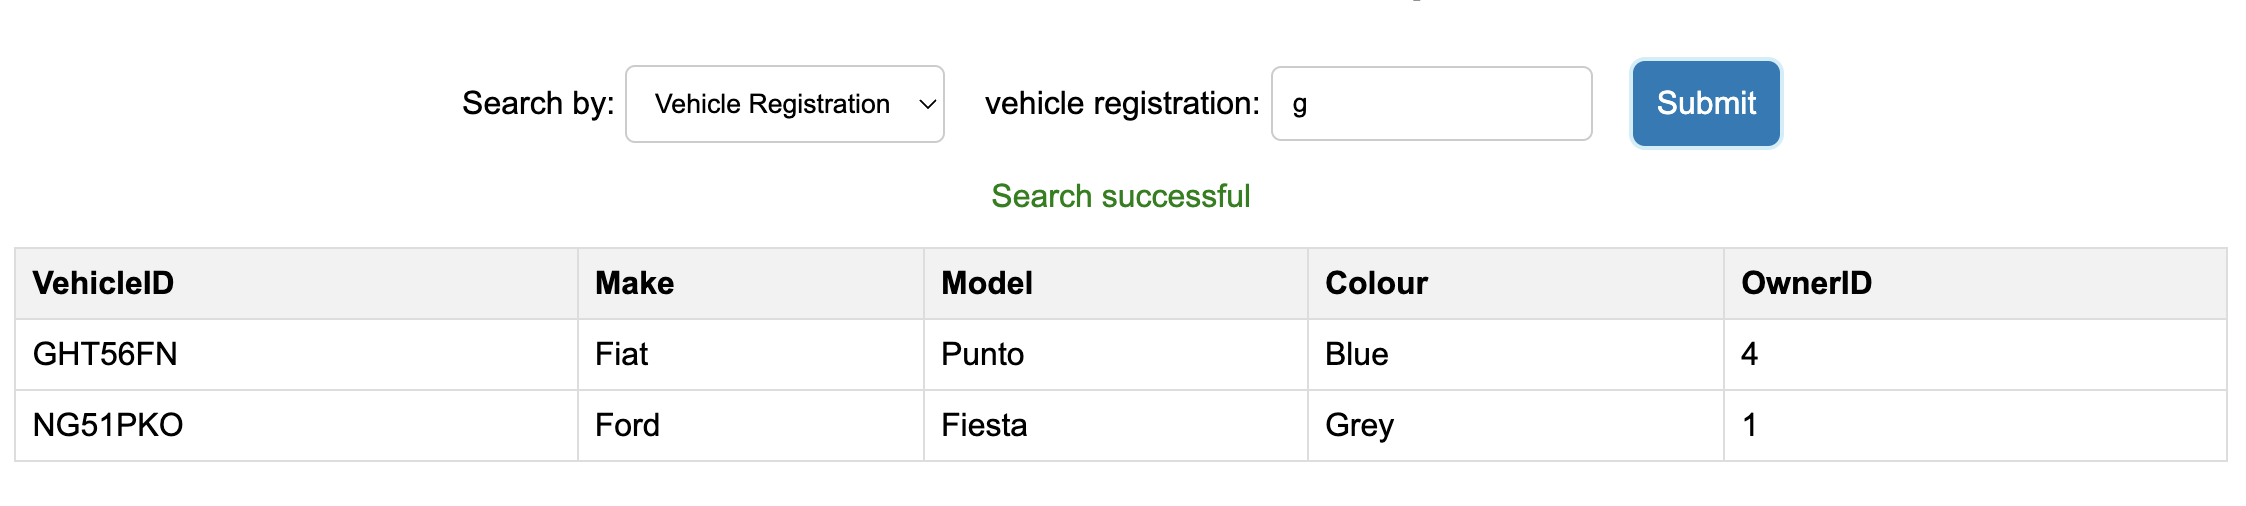 Search by: Vehicle Registration vehicle registration: g Submit
Search successful
VehicleID Make Model Colour OwnerID
GHT56FN Fiat Punto Blue 4
NG51PKO Ford Fiesta Grey 1